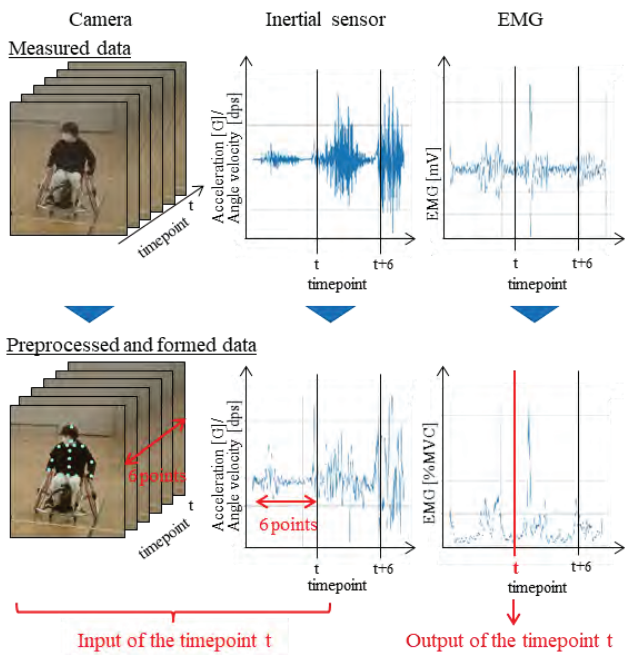 Camera
Inertial sensor
EMG
Measured data
Acceleration [G]/
Angle velocity [dps]
EMG [mV]
t
timepoint
t
t+6
timepoint
t
t+6
timepoint
Preprocessed and formed data
6 points
t
timepoint
Acceleration [G]/
Angle velocity [dps]
6 points
t
t+6
timepoint
EMG [%MVC]
t
t+6
timepoint
Input of the timepoint t
Output of the timepoint t